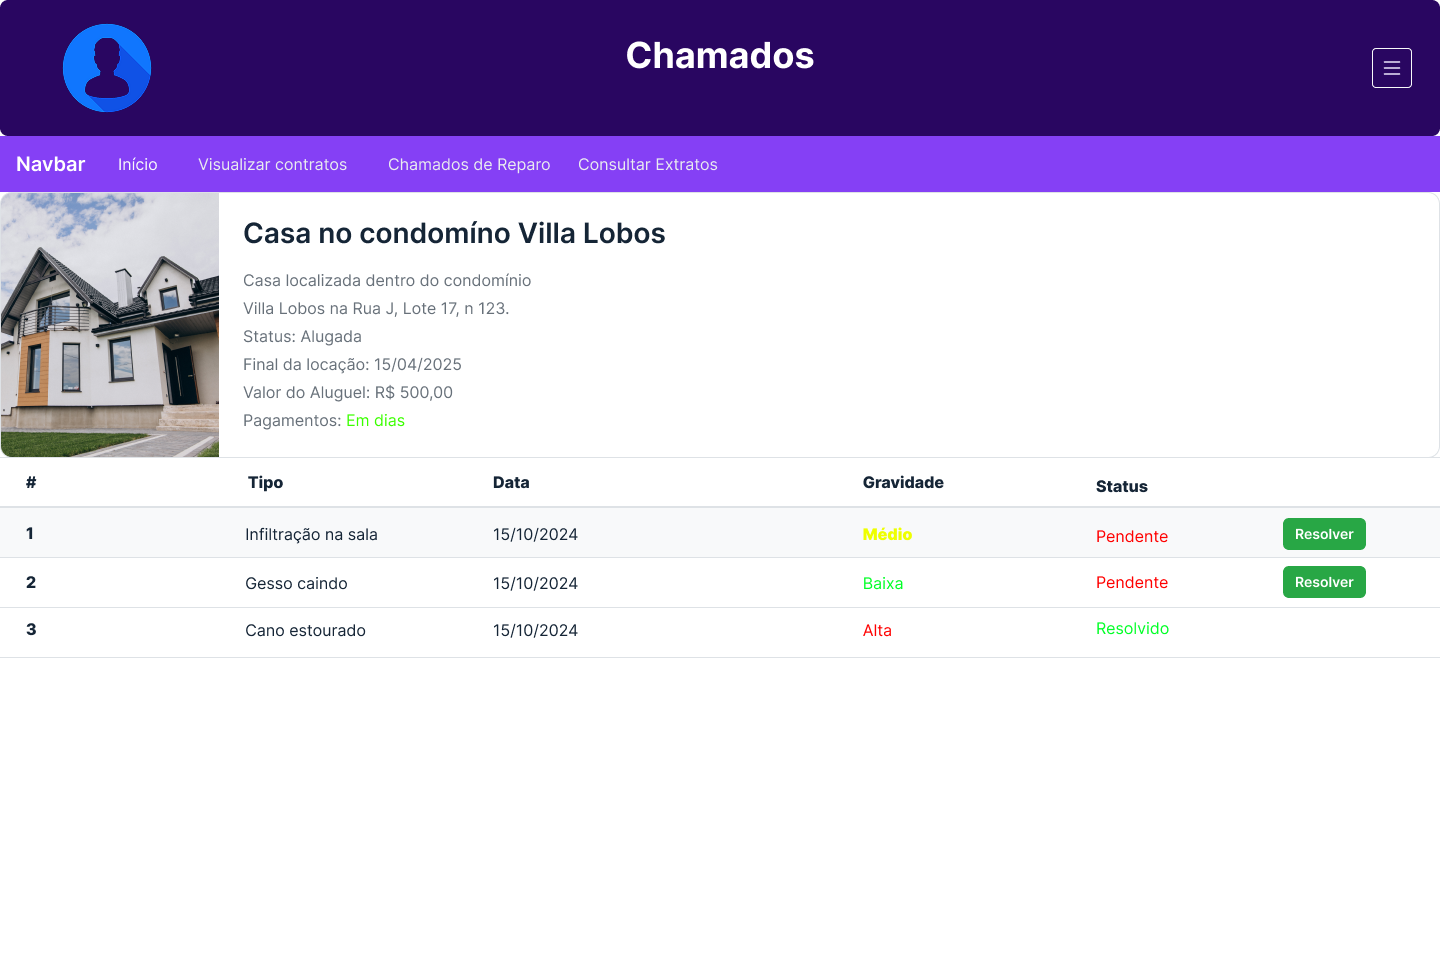 Chamados
Navbar Início Visualizar contratos Chamados de Reparo Consultar Extratos
Casa no condomíno Villa Lobos
Casa localizada dentro do condomínio
Villa Lobos na Rua J, Lote 17, n 123.
Status: Alugada
Final da locação: 15/04/2025
Valor do Aluguel: R$ 500,00
Pagamentos: Em dias
# Tipo Data Gravidade Status
1 Infiltração na sala 15/10/2024 Médio Pendente Resolver
2 Gesso caindo 15/10/2024 Baixa Pendente Resolver
3 Cano estourado 15/10/2024 Alta Resolvido